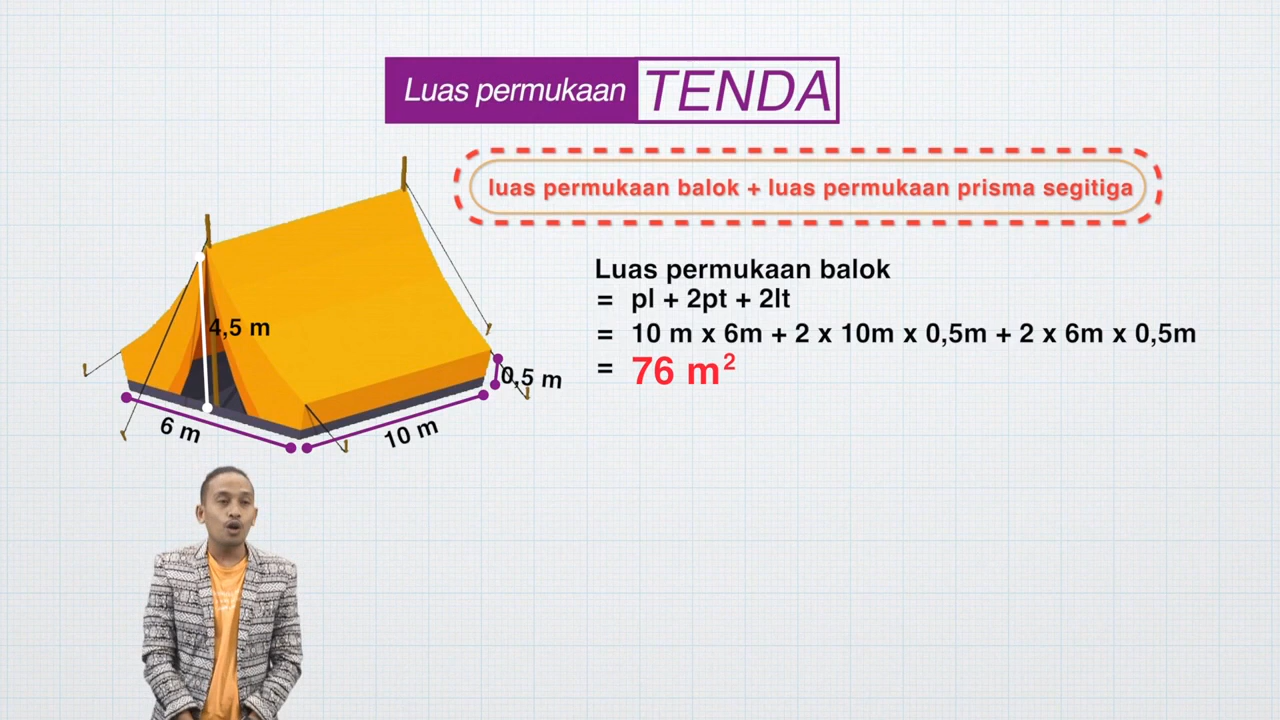 Luas permukaan TENDA
luas permukaan balok + luas permukaan prisma segitiga
Luas permukaan balok
= pl + 2pt + 2lt
= 10 m x 6m + 2 x 10m x 0,5m + 2 x 6m x 0,5m
= 76 m²
4,5 m
0,5 m
6 m
10 m